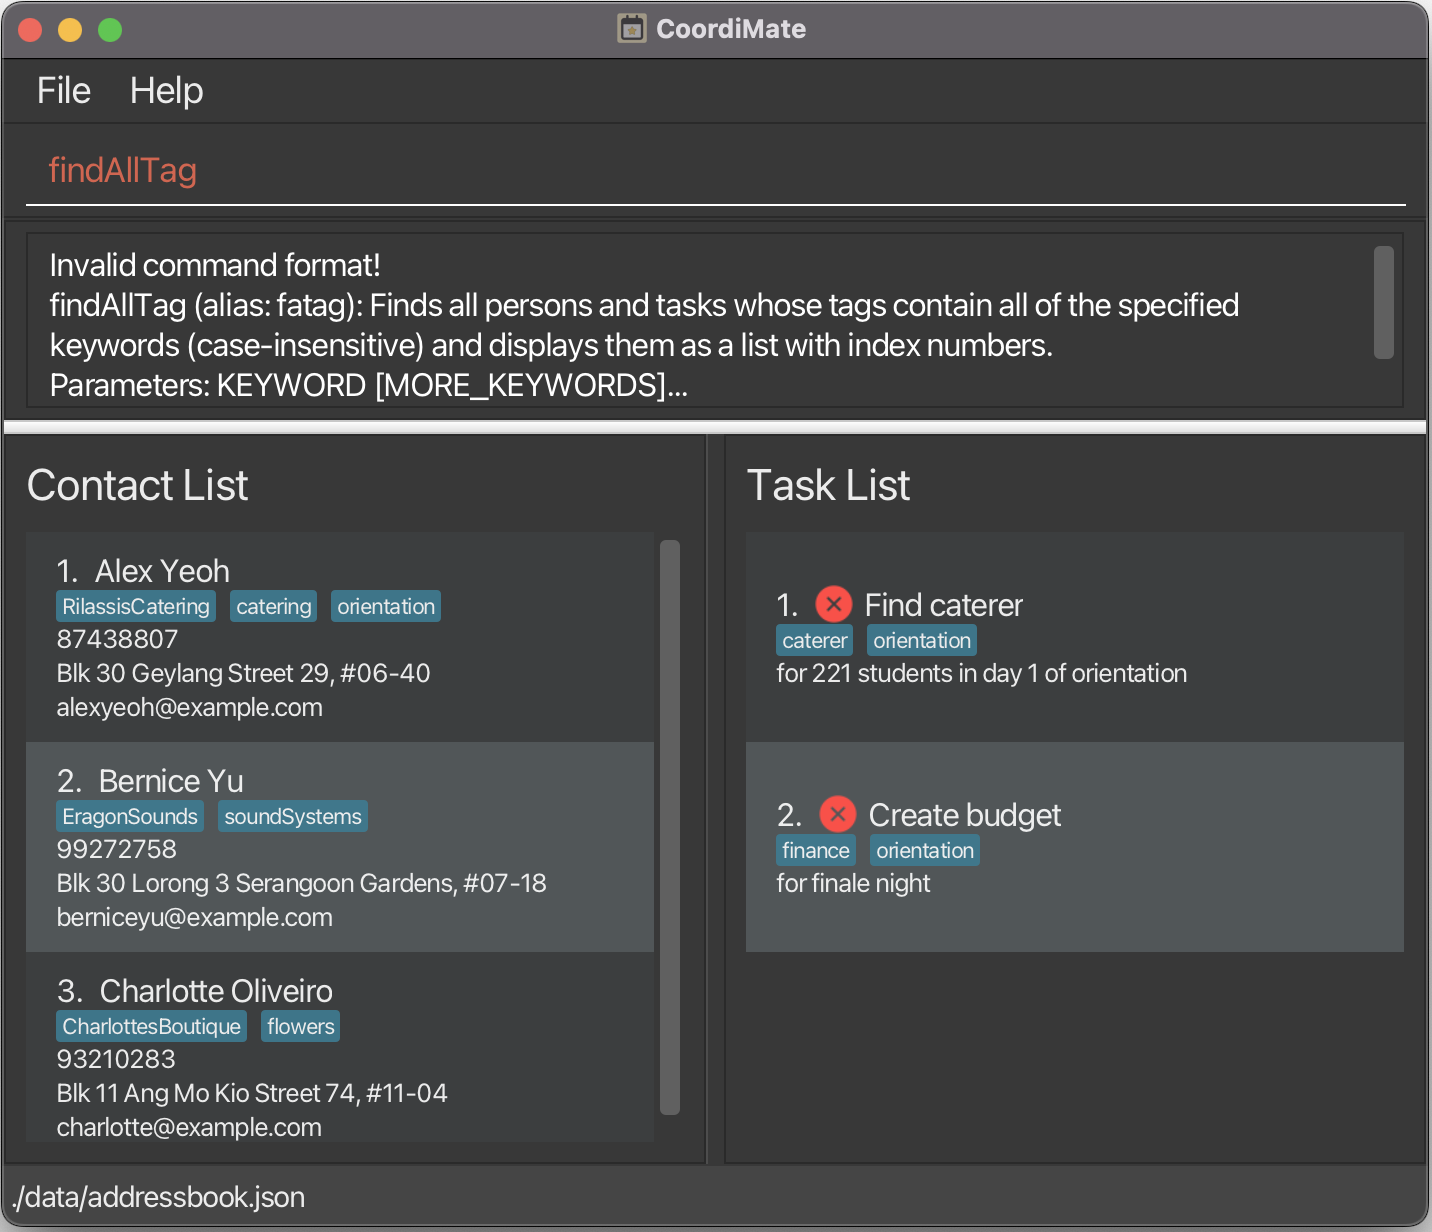 CoordiMate
File Help
findAllTag
Invalid command format!
findAllTag (alias: fatag): Finds all persons and tasks whose tags contain all of the specified
keywords (case-insensitive) and displays them as a list with index numbers.
Parameters: KEYWORD [MORE_KEYWORDS]...
Contact List
1. Alex Yeoh
RilassisCatering catering orientation
87438807
Blk 30 Geylang Street 29, #06-40
alexyeoh@example.com
2. Bernice Yu
EragonSounds soundSystems
99272758
Blk 30 Lorong 3 Serangoon Gardens, #07-18
berniceyu@example.com
3. Charlotte Oliveiro
CharlottesBoutique flowers
93210283
Blk 11 Ang Mo Kio Street 74, #11-04
charlotte@example.com
Task List
1. Find caterer
caterer orientation
for 221 students in day 1 of orientation
2. Create budget
finance orientation
for finale night
./data/addressbook.json